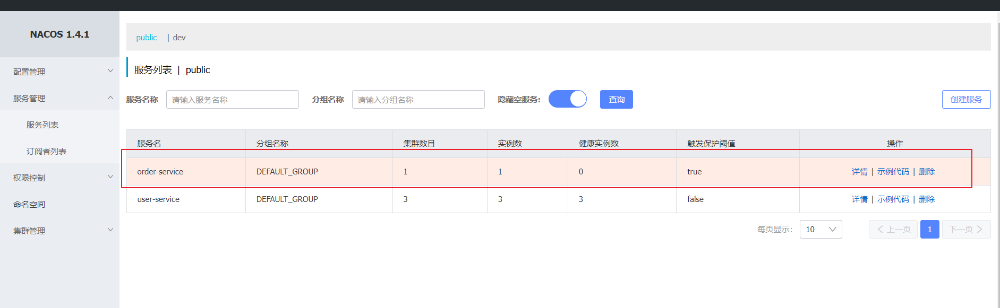 NACOS 1.4.1
配置管理
服务管理
服务列表
订阅者列表
权限控制
命名空间
集群管理
public | dev
服务列表 | public
服务名称 请输入服务名称 分组名称 请输入分组名称 隐藏空服务: 查询 创建服务
服务名 分组名称 集群数目 实例数 健康实例数 触发保护阈值 操作
order-service DEFAULT_GROUP 1 1 0 true 详情 | 示例代码 | 删除
user-service DEFAULT_GROUP 3 3 3 false 详情 | 示例代码 | 删除
每页显示: 10 上一页 1 下一页